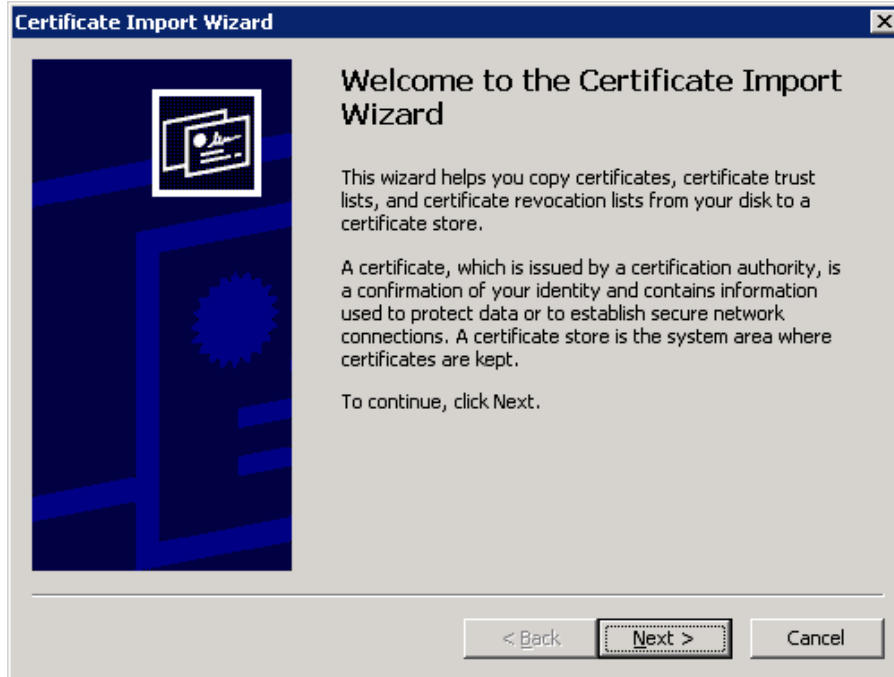 Certificate Import Wizard
Welcome to the Certificate Import
Wizard
This wizard helps you copy certificates, certificate trust
lists, and certificate revocation lists from your disk to a
certificate store.
A certificate, which is issued by a certification authority, is
a confirmation of your identity and contains information
used to protect data or to establish secure network
connections. A certificate store is the system area where
certificates are kept.
To continue, click Next.
< Back Next > Cancel